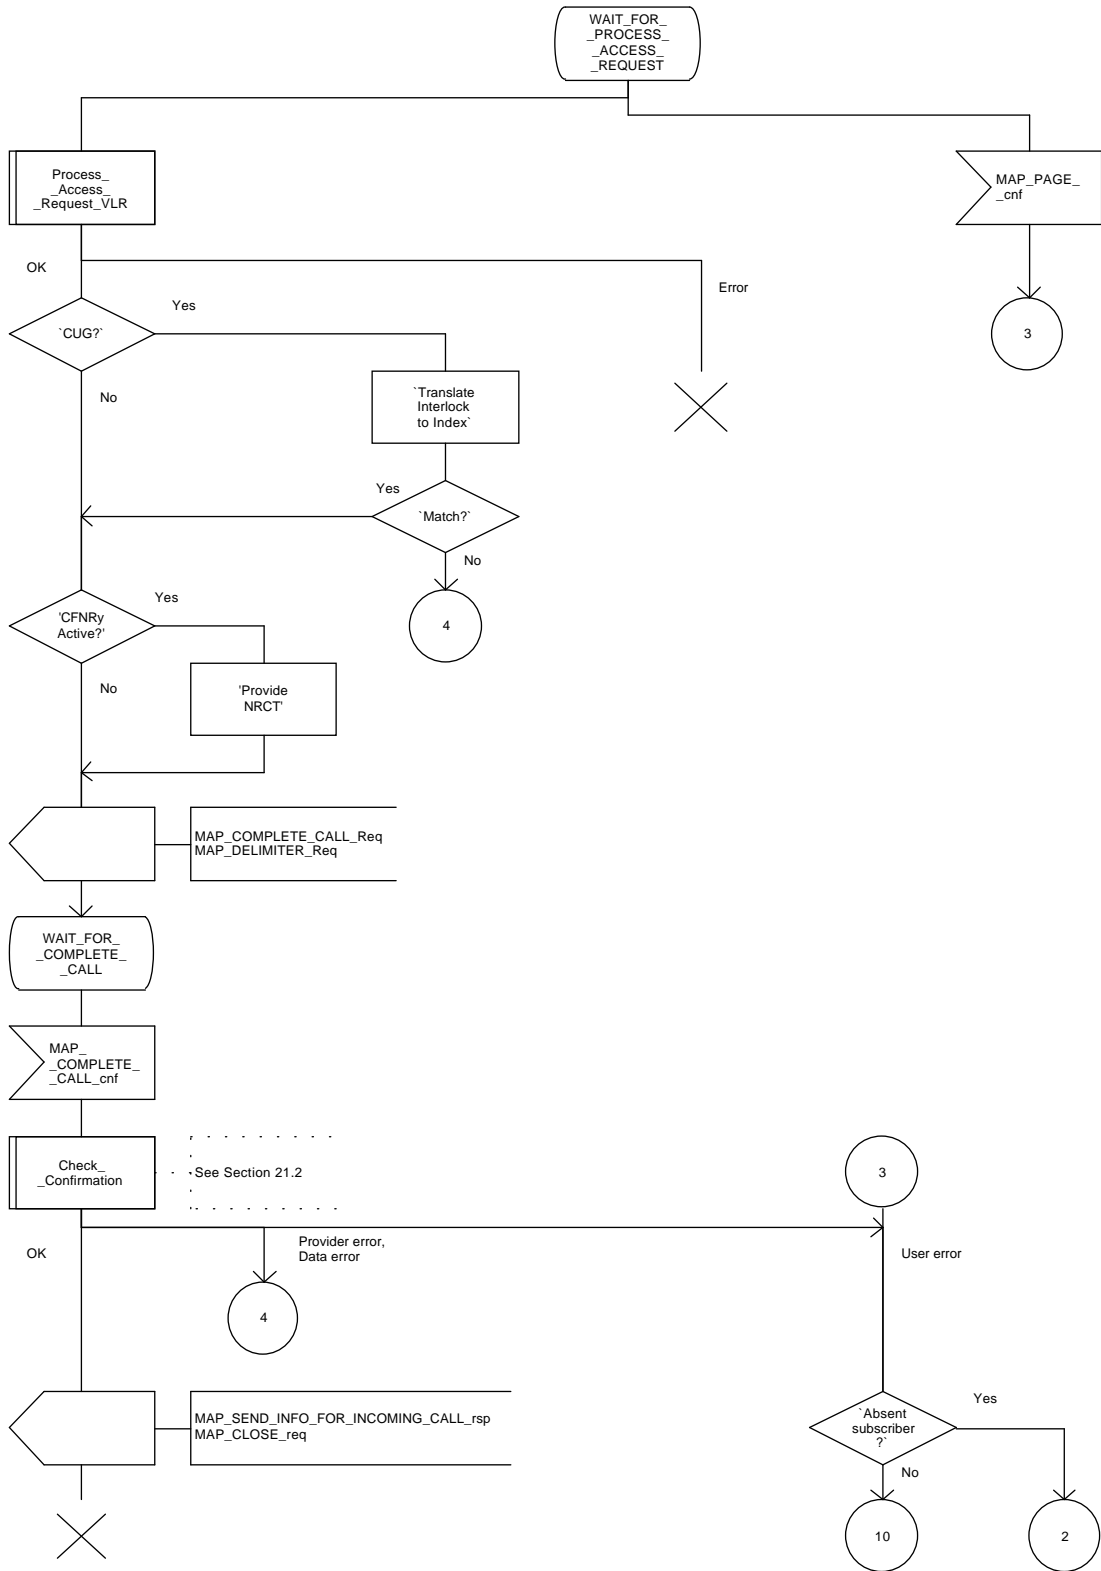 WAIT_FOR_
_PROCESS_
_ACCESS_
_REQUEST
Process_
_Access_
_Request_VLR
MAP_PAGE_
_cnf
OK
Error
Yes
`CUG?`
3
No
`Translate
Interlock
to Index`
Yes
`Match?`
No
Yes
'CFNRy
Active?'
4
No
'Provide
NRCT'
MAP_COMPLETE_CALL_Req
MAP_DELIMITER_Req
WAIT_FOR_
_COMPLETE_
_CALL
MAP_
_COMPLETE_
_CALL_cnf
Check_
_Confirmation
See Section 21.2
3
OK
Provider error,
Data error
User error
4
MAP_SEND_INFO_FOR_INCOMING_CALL_rsp
MAP_CLOSE_req
`Absent
subscriber
?`
Yes
No
10
2